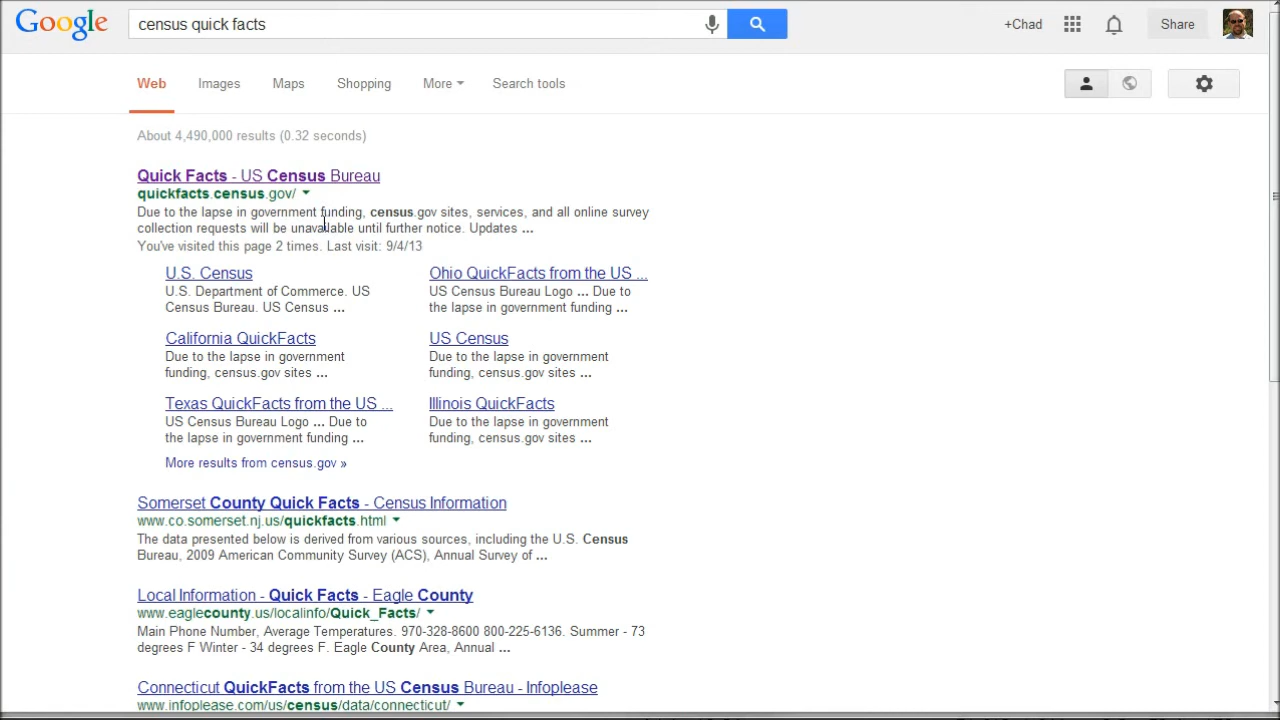 Google
census quick facts
+Chad
Share
Web Images Maps Shopping More Search tools
About 4,490,000 results (0.32 seconds)
Quick Facts - US Census Bureau
quickfacts.census.gov/
Due to the lapse in government funding, census.gov sites, services, and all online survey
collection requests will be unavailable until further notice. Updates ...
You've visited this page 2 times. Last visit: 9/4/13
U.S. Census
U.S. Department of Commerce. US
Census Bureau. US Census ...
Ohio QuickFacts from the US ...
US Census Bureau Logo ... Due to
the lapse in government funding ...
California QuickFacts
Due to the lapse in government
funding, census.gov sites ...
US Census
Due to the lapse in government
funding, census.gov sites ...
Texas QuickFacts from the US ...
US Census Bureau Logo ... Due to
the lapse in government funding ...
Illinois QuickFacts
Due to the lapse in government
funding, census.gov sites ...
More results from census.gov »
Somerset County Quick Facts - Census Information
www.co.somerset.nj.us/quickfacts.html
The data presented below is derived from various sources, including the U.S. Census
Bureau, 2009 American Community Survey (ACS), Annual Survey of ...
Local Information - Quick Facts - Eagle County
www.eaglecounty.us/localinfo/Quick_Facts/
Main Phone Number, Average Temperatures. 970-328-8600 800-225-6136. Summer - 73
degrees F Winter - 34 degrees F. Eagle County Area, Annual ...
Connecticut QuickFacts from the US Census Bureau - Infoplease
www.infoplease.com/us/census/data/connecticut/